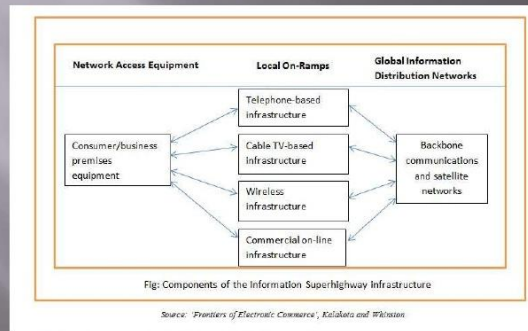 Network Access Equipment
Local On-Ramps
Global Information
Distribution Networks
Telephone-based
infrastructure
Consumer/business
premises
equipment
Cable TV-based
infrastructure
Wireless
infrastructure
Commercial on-line
infrastructure
Backbone
communications
and satellite
networks
Fig: Components of the Information Superhighway Infrastructure
Source: 'Frontiers of Electronic Commerce', Kalakota and Whinston